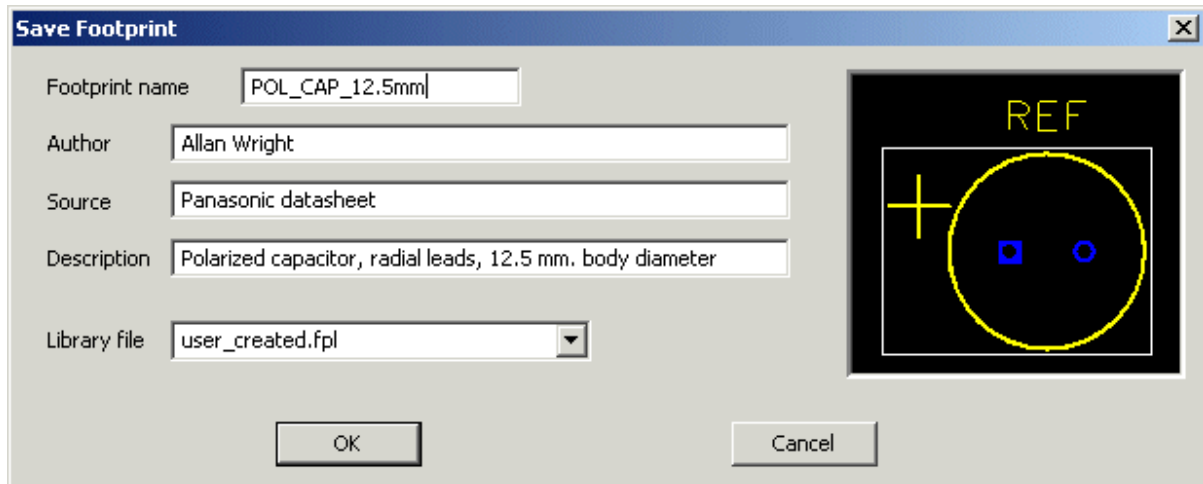 Save Footprint
Footprint name POL_CAP_12.5mm
REF
Author Allan Wright
Source Panasonic datasheet
Description Polarized capacitor, radial leads, 12.5 mm. body diameter
Library file user_created.fpl
OK Cancel